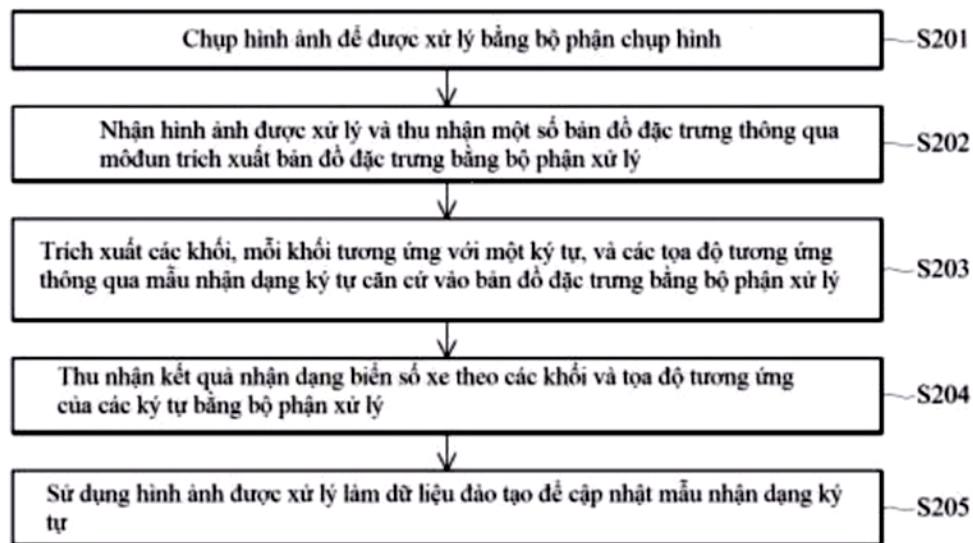 Chụp hình ảnh để được xử lý bằng bộ phận chụp hình
S201
Nhận hình ảnh được xử lý và thu nhận một số bản đồ đặc trưng thông qua
môđun trích xuất bản đồ đặc trưng bằng bộ phận xử lý
S202
Trích xuất các khối, mỗi khối tương ứng với một ký tự, và các tọa độ tương ứng
thông qua mẫu nhận dạng ký tự căn cứ vào bản đồ đặc trưng bằng bộ phận xử lý
S203
Thu nhận kết quả nhận dạng biển số xe theo các khối và tọa độ tương ứng
của các ký tự bằng bộ phận xử lý
S204
Sử dụng hình ảnh được xử lý làm dữ liệu đào tạo để cập nhật mẫu nhận dạng ký
tự
S205